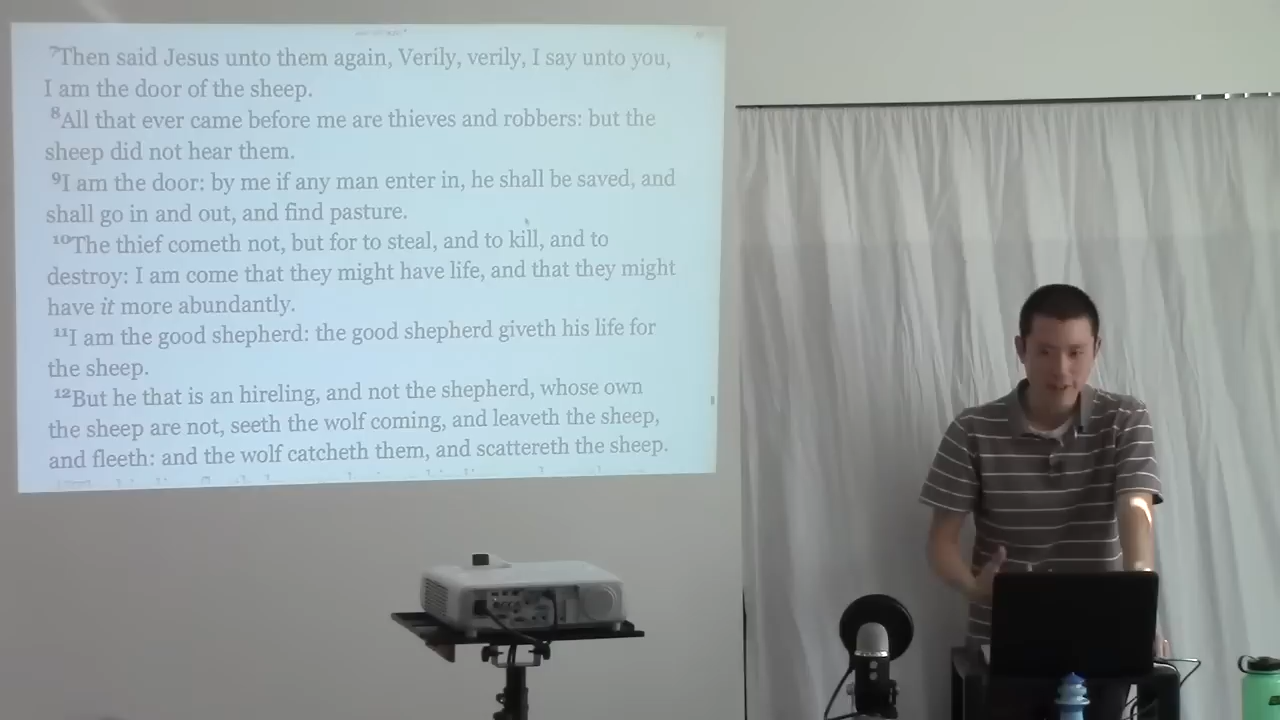 ⁷Then said Jesus unto them again, Verily, verily, I say unto you,
I am the door of the sheep.
⁸All that ever came before me are thieves and robbers: but the
sheep did not hear them.
⁹I am the door: by me if any man enter in, he shall be saved, and
shall go in and out, and find pasture.
¹⁰The thief cometh not, but for to steal, and to kill, and to
destroy: I am come that they might have life, and that they might
have it more abundantly.
¹¹I am the good shepherd: the good shepherd giveth his life for
the sheep.
¹²But he that is an hireling, and not the shepherd, whose own
the sheep are not, seeth the wolf coming, and leaveth the sheep,
and fleeth: and the wolf catcheth them, and scattereth the sheep.